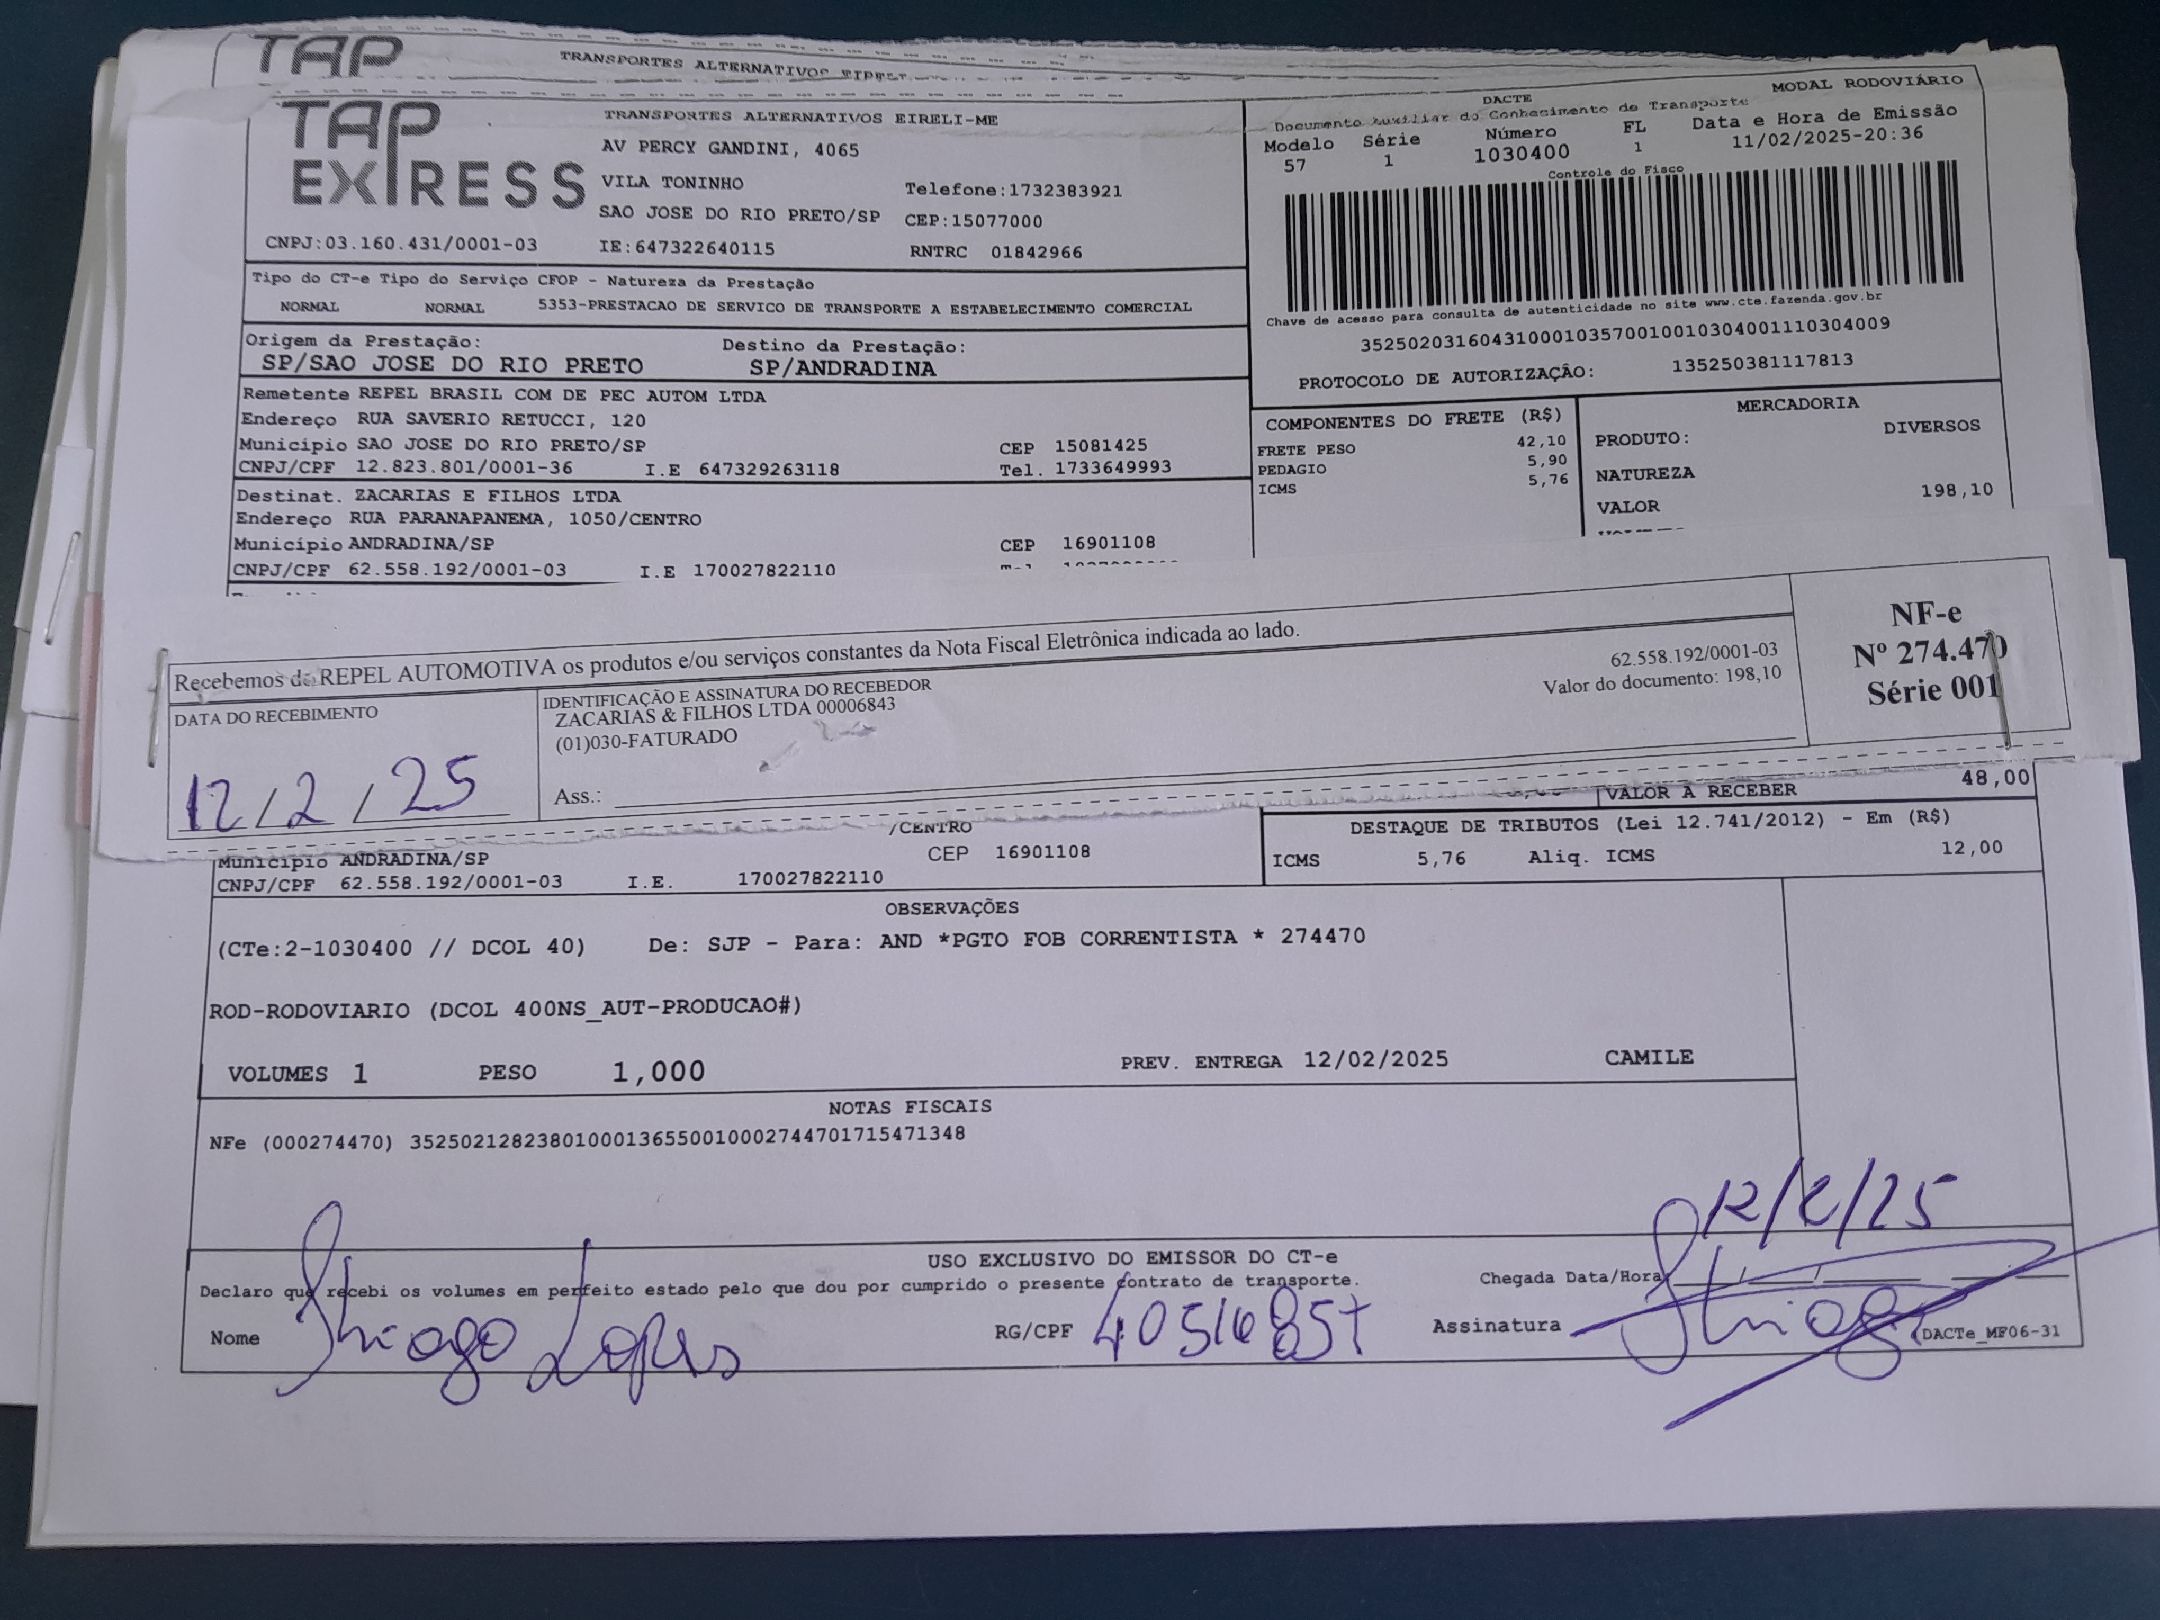 TAP
TRANSPORTES ALTERNATIVOS
TAP EXPRESS
TRANSPORTES ALTERNATIVOS EIRELI-ME
AV PERCY GANDINI, 4065
VILA TONINHO Telefone:1732383921
SAO JOSE DO RIO PRETO/SP CEP:15077000
CNPJ:03.160.431/0001-03 IE:647322640115 RNTRC 01842966
MODAL RODOVIÁRIO
DACTE
Documento Auxiliar do Conhecimento de Transporte
Modelo Série Número FL Data e Hora de Emissão
57 1 1030400 1 11/02/2025-20:36
Controle do Fisco
Chave de acesso para consulta de autenticidade no site www.cte.fazenda.gov.br
35250203160431000103570010010304001110304009
PROTOCOLO DE AUTORIZAÇÃO: 135250381117813
Tipo do CT-e Tipo do Serviço CFOP - Natureza da Prestação
NORMAL NORMAL 5353-PRESTACAO DE SERVICO DE TRANSPORTE A ESTABELECIMENTO COMERCIAL
Origem da Prestação: Destino da Prestação:
SP/SAO JOSE DO RIO PRETO SP/ANDRADINA
Remetente REPEL BRASIL COM DE PEC AUTOM LTDA
Endereço RUA SAVERIO RETUCCI, 120
Município SAO JOSE DO RIO PRETO/SP CEP 15081425
CNPJ/CPF 12.823.801/0001-36 I.E 647329263118 Tel. 1733649993
Destinat. ZACARIAS E FILHOS LTDA
Endereço RUA PARANAPANEMA, 1050/CENTRO
Município ANDRADINA/SP CEP 16901108
CNPJ/CPF 62.558.192/0001-03 I.E 170027822110
COMPONENTES DO FRETE (R$)
FRETE PESO 42,10
PEDAGIO 5,90
ICMS 5,76
MERCADORIA
PRODUTO: DIVERSOS
NATUREZA
VALOR 198,10
Recebemos de REPEL AUTOMOTIVA os produtos e/ou serviços constantes da Nota Fiscal Eletrônica indicada ao lado.
DATA DO RECEBIMENTO
12/2/25
IDENTIFICAÇÃO E ASSINATURA DO RECEBEDOR
ZACARIAS & FILHOS LTDA 00006843
(01)030-FATURADO
62.558.192/0001-03
Valor do documento: 198,10
Ass.:
NF-e
Nº 274.470
Série 001
VALOR A RECEBER 48,00
/CENTRO
Município ANDRADINA/SP CEP 16901108
CNPJ/CPF 62.558.192/0001-03 I.E. 170027822110
DESTAQUE DE TRIBUTOS (Lei 12.741/2012) - Em (R$)
ICMS 5,76 Aliq. ICMS 12,00
OBSERVAÇÕES
(CTe:2-1030400 // DCOL 40) De: SJP - Para: AND *PGTO FOB CORRENTISTA * 274470
ROD-RODOVIARIO (DCOL 400NS_AUT-PRODUCAO#)
VOLUMES 1 PESO 1,000 PREV. ENTREGA 12/02/2025 CAMILE
NOTAS FISCAIS
NFe (000274470) 35250212823801000136550010002744701715471348
12/2/25
USO EXCLUSIVO DO EMISSOR DO CT-e
Declaro que recebi os volumes em perfeito estado pelo que dou por cumprido o presente contrato de transporte. Chegada Data/Hora
Nome Thiago Lopes RG/CPF Assinatura Thiago
DACTe_MF06-31